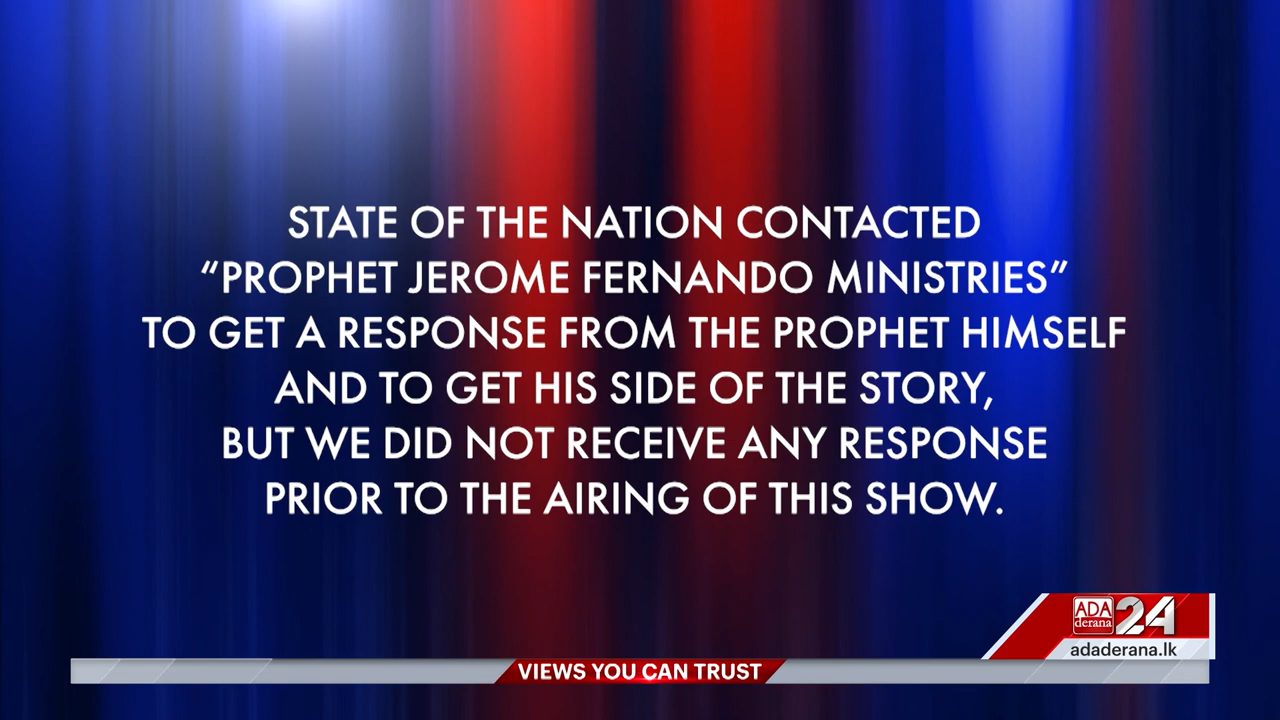 STATE OF THE NATION CONTACTED
“PROPHET JEROME FERNANDO MINISTRIES”
TO GET A RESPONSE FROM THE PROPHET HIMSELF
AND TO GET HIS SIDE OF THE STORY,
BUT WE DID NOT RECEIVE ANY RESPONSE
PRIOR TO THE AIRING OF THIS SHOW.
ADA
derana
24
adaderana.lk
VIEWS YOU CAN TRUST